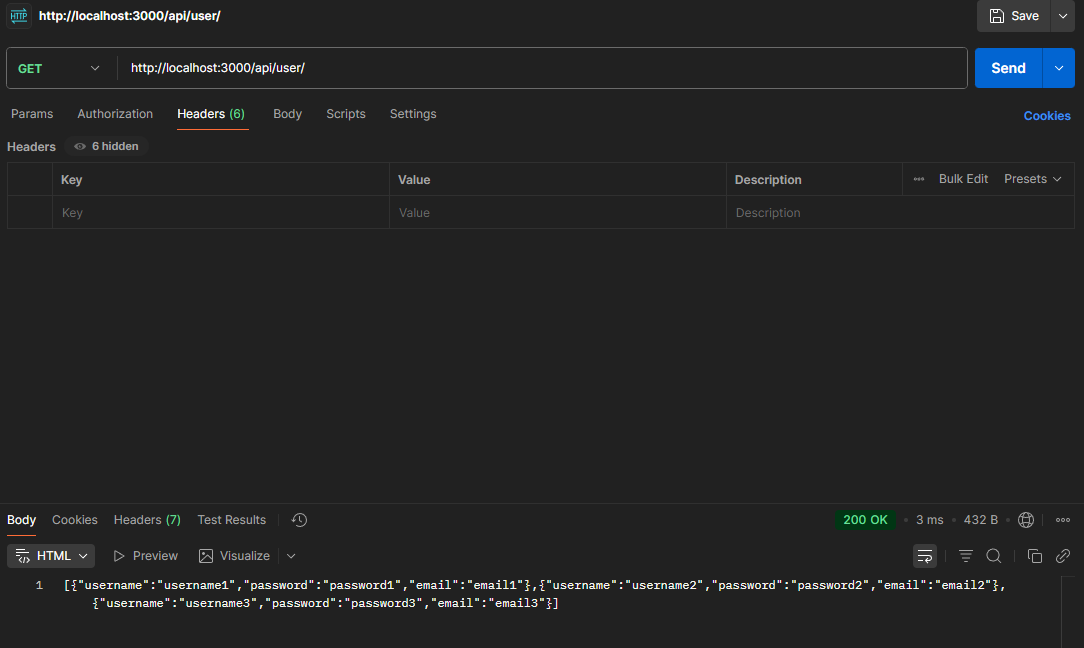 HTTP http://localhost:3000/api/user/ Save
GET http://localhost:3000/api/user/ Send
Params Authorization Headers (6) Body Scripts Settings Cookies
Headers 6 hidden
Key Value Description Bulk Edit Presets
Key Value Description
Body Cookies Headers (7) Test Results 200 OK 3 ms 432 B
HTML Preview Visualize
1 [{"username":"username1","password":"password1","email":"email1"},{"username":"username2","password":"password2","email":"email2"},
{"username":"username3","password":"password3","email":"email3"}]